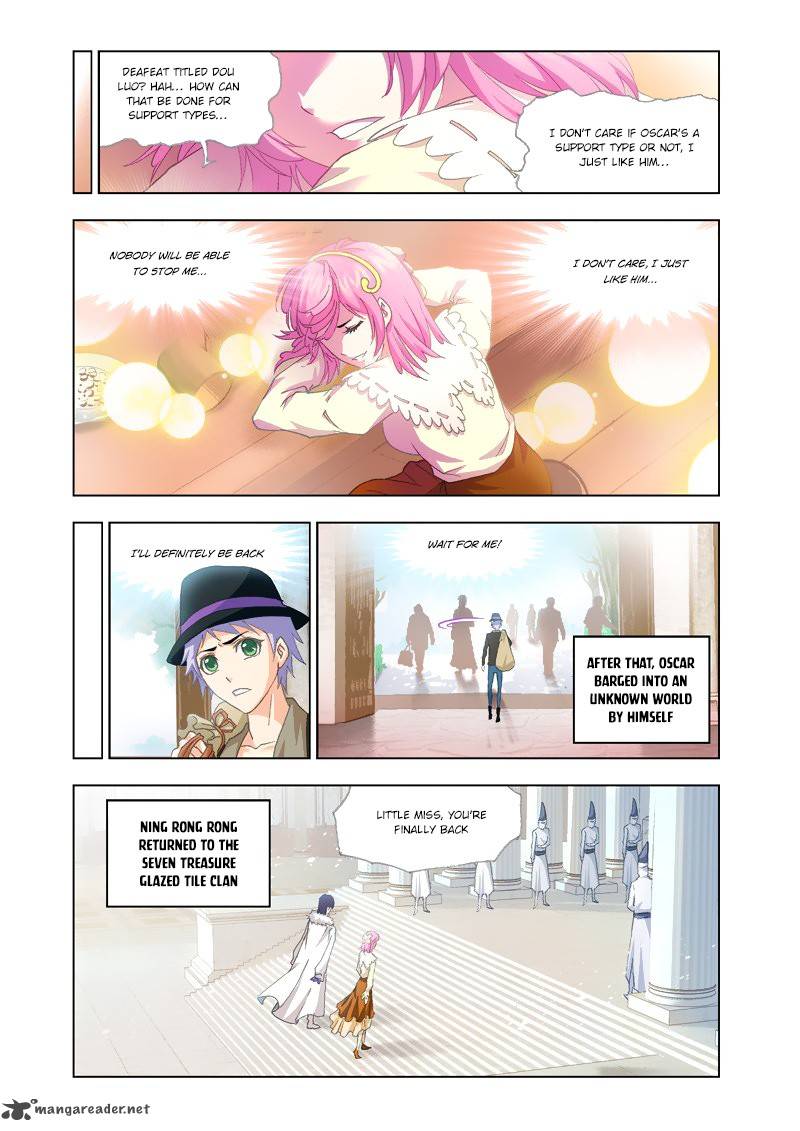 DEAFEAT TITLED DOU
LUO? HAH... HOW CAN
THAT BE DONE FOR
SUPPORT TYPES...
I DON'T CARE IF OSCAR'S A
SUPPORT TYPE OR NOT, I
JUST LIKE HIM...
NOBODY WILL BE ABLE
TO STOP ME...
I DON'T CARE, I JUST
LIKE HIM...
I'LL DEFINITELY BE BACK
WAIT FOR ME!
AFTER THAT, OSCAR
BARGED INTO AN
UNKNOWN WORLD
BY HIMSELF
NING RONG RONG
RETURNED TO THE
SEVEN TREASURE
GLAZED TILE CLAN
LITTLE MISS, YOU'RE
FINALLY BACK
mangareader.net